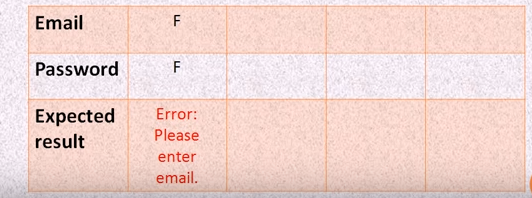 Email F
Password F
Expected result Error:
Please
enter
email.